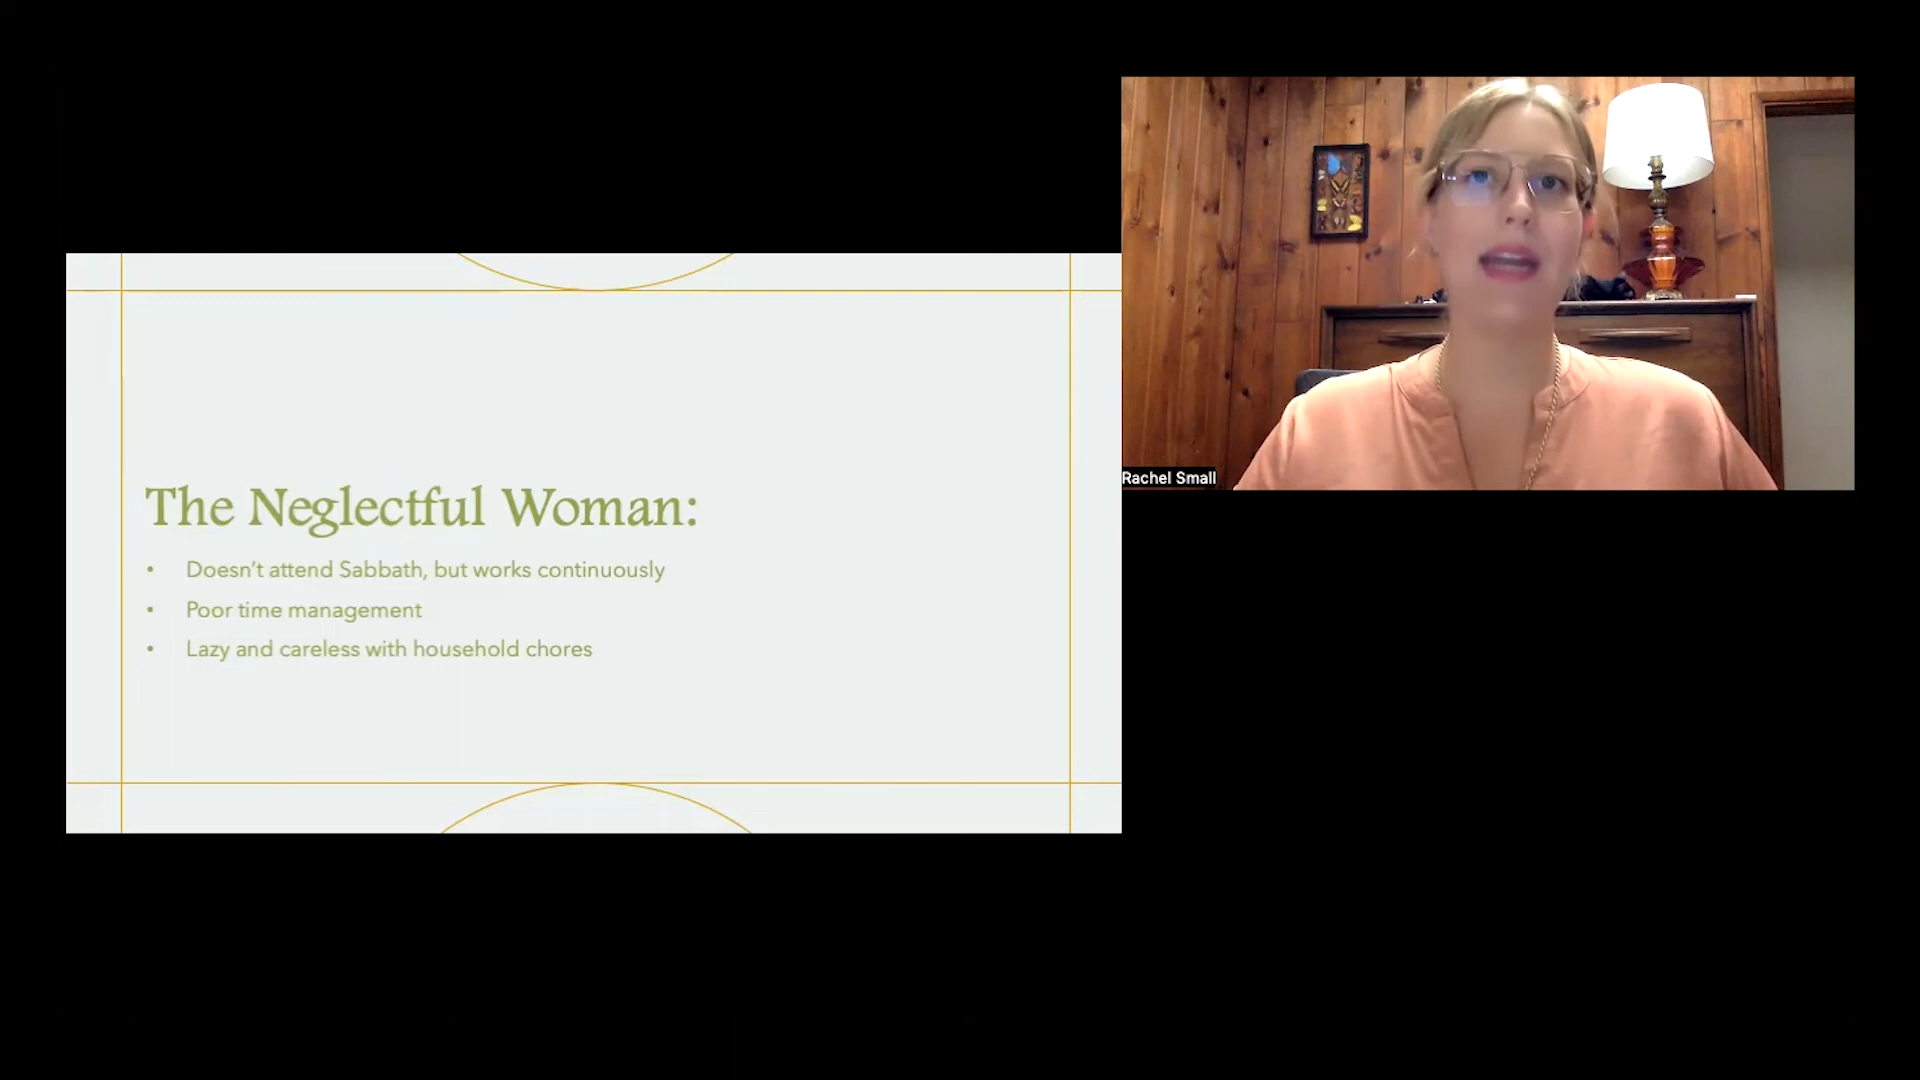 The Neglectful Woman:
• Doesn’t attend Sabbath, but works continuously
• Poor time management
• Lazy and careless with household chores
Rachel Small